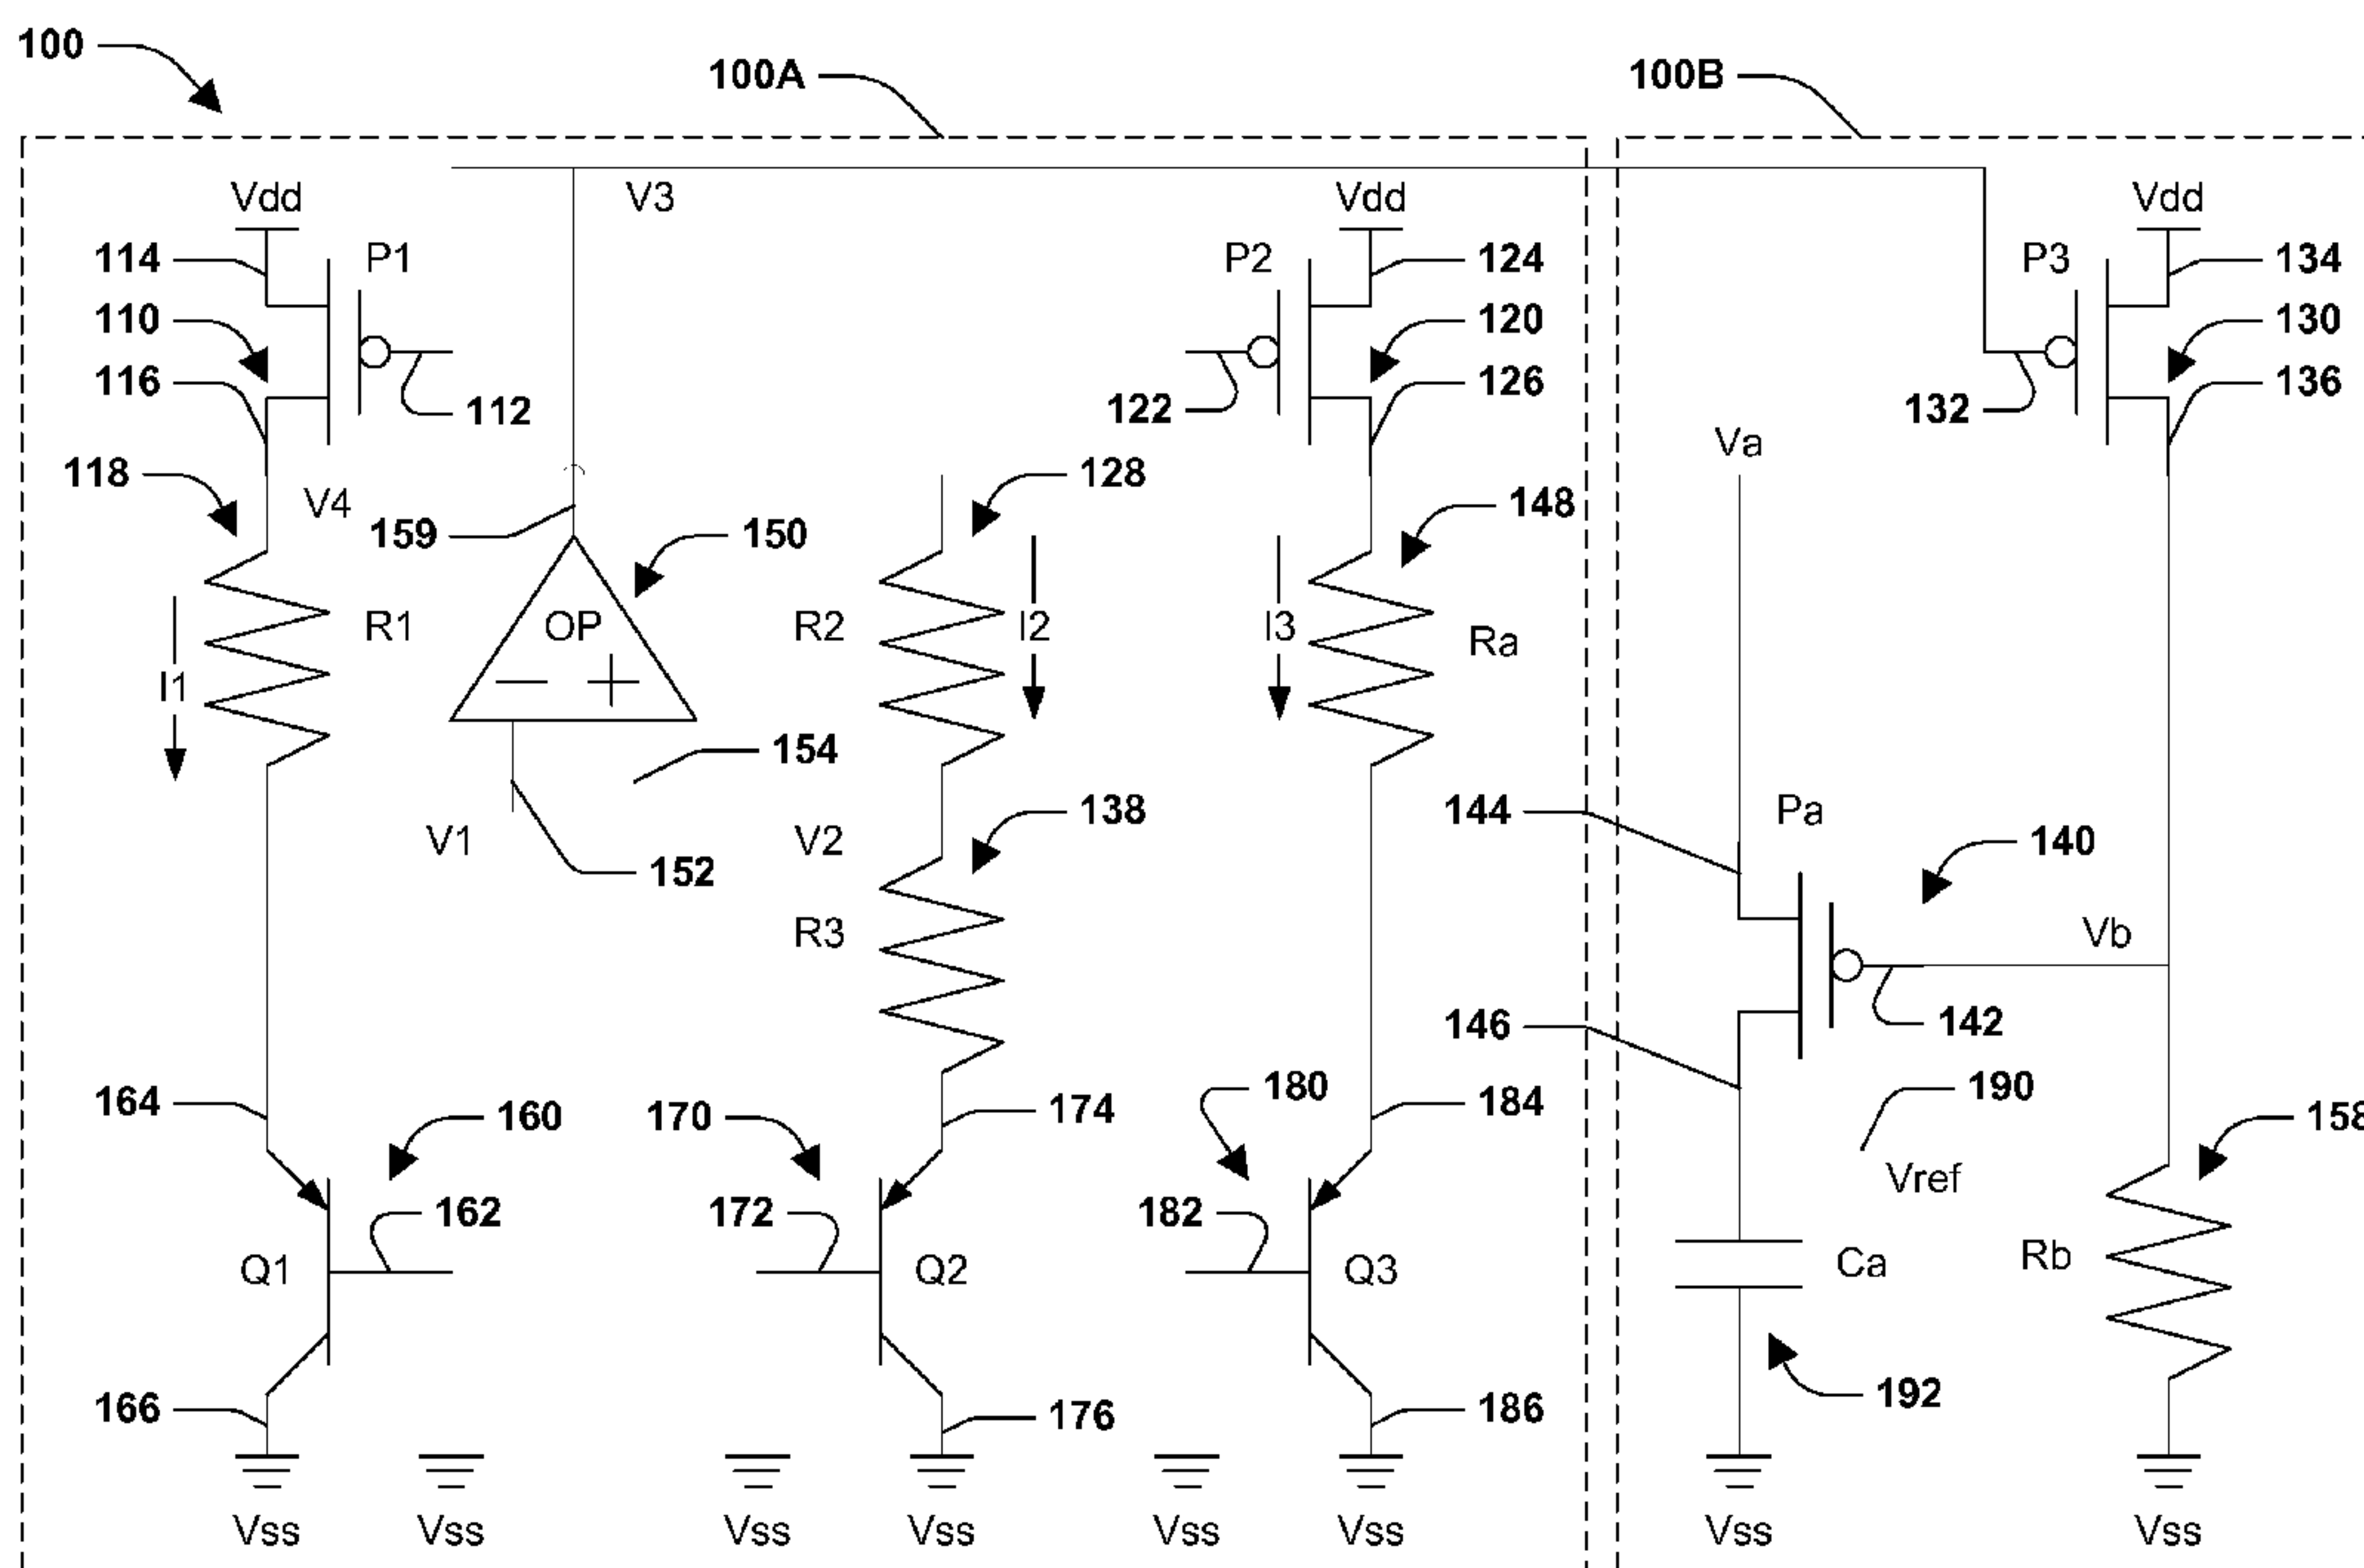 100
100A
100B
Vdd
V3
Vdd
Vdd
114
P1
P2
124
P3
134
110
120
130
116
112
122
126
132
136
Va
118
V4
128
148
159
150
R1
OP
R2
I2
I3
Ra
I1
− +
154
V1
V2
138
144
Pa
140
152
R3
Vb
146
142
164
160
170
174
180
184
190
158
Vref
162
172
182
Q1
Q2
Q3
Ca
Rb
166
176
186
192
Vss
Vss
Vss
Vss
Vss
Vss
Vss
Vss